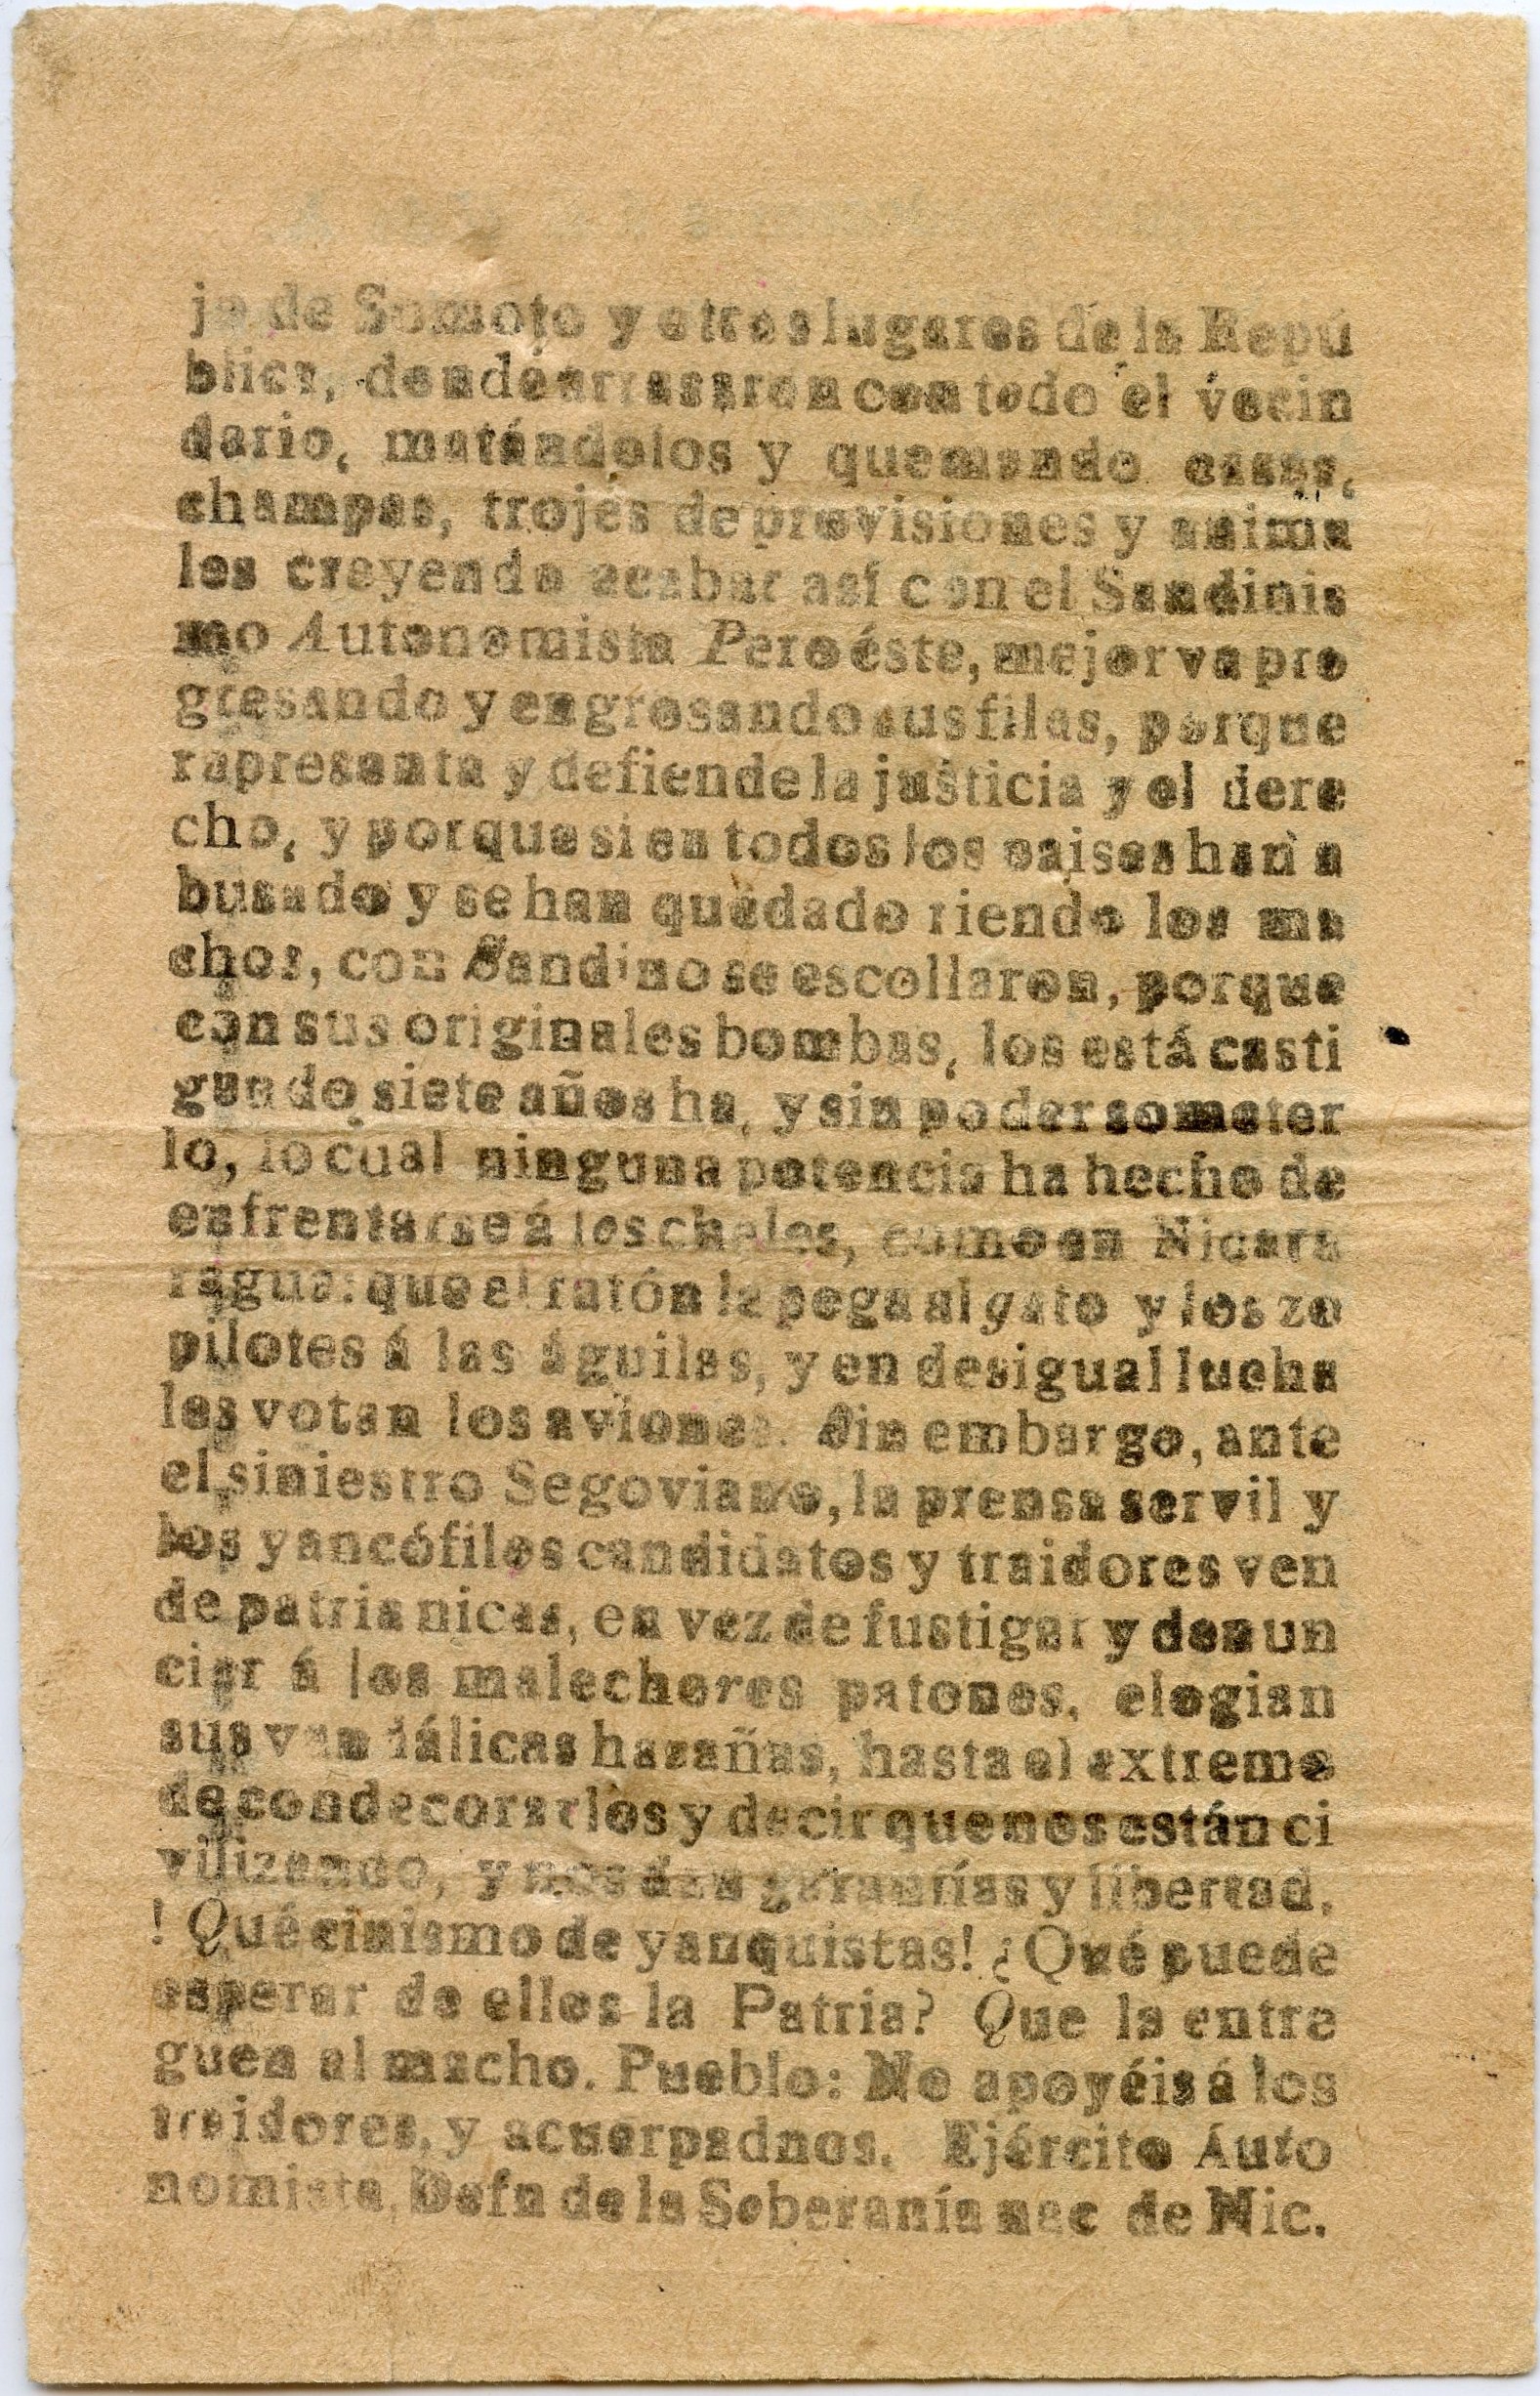 ja de Somoto y otros lugares de la Repú
blica, donde arrasaron con todo el vecin
dario, matándolos y quemando casas,
champas, trojes de provisiones y anima
les creyendo acabar así con el Sandinis
mo Autonomista Pero éste, mejor va pro
gresando y engrosando sus filas, porque
rapresenta y defiende la justicia y el dere
cho, y porque si en todos los paises han a
busado y se han quedado riendo los ma
chos, con Sandino se escollaron, porque
con sus originales bombas, los está casti
gando siete años ha, y sin poder someter
lo, lo cual ninguna potencia ha hecho de
enfrentarse á los cheles, como en Nicara
ragua: que el ratón la pega al gato y los zo
pilotes á las águilas, y en desigual lucha
les votan los aviones. Sin embargo, ante
el siniestro Segoviano, la prensa servil y
los yancófilos candidatos y traidores ven
de patria nicas, en vez de fustigar y denun
ciar á los malechores patones, elogian
sus vandálicas hazañas, hasta el extremo
de condecorarlos y decir que nos están ci
vilizando, y nos dan garantías y libertad.
! Qué cinismo de yanquistas! ¿Qué puede
esperar de ellos la Patria? Que la entre
guen al macho. Pueblo: No apoyéis á los
traidores, y acuerpadnos. Ejército Auto
nomista, Defn de la Soberanía nac de Nic.